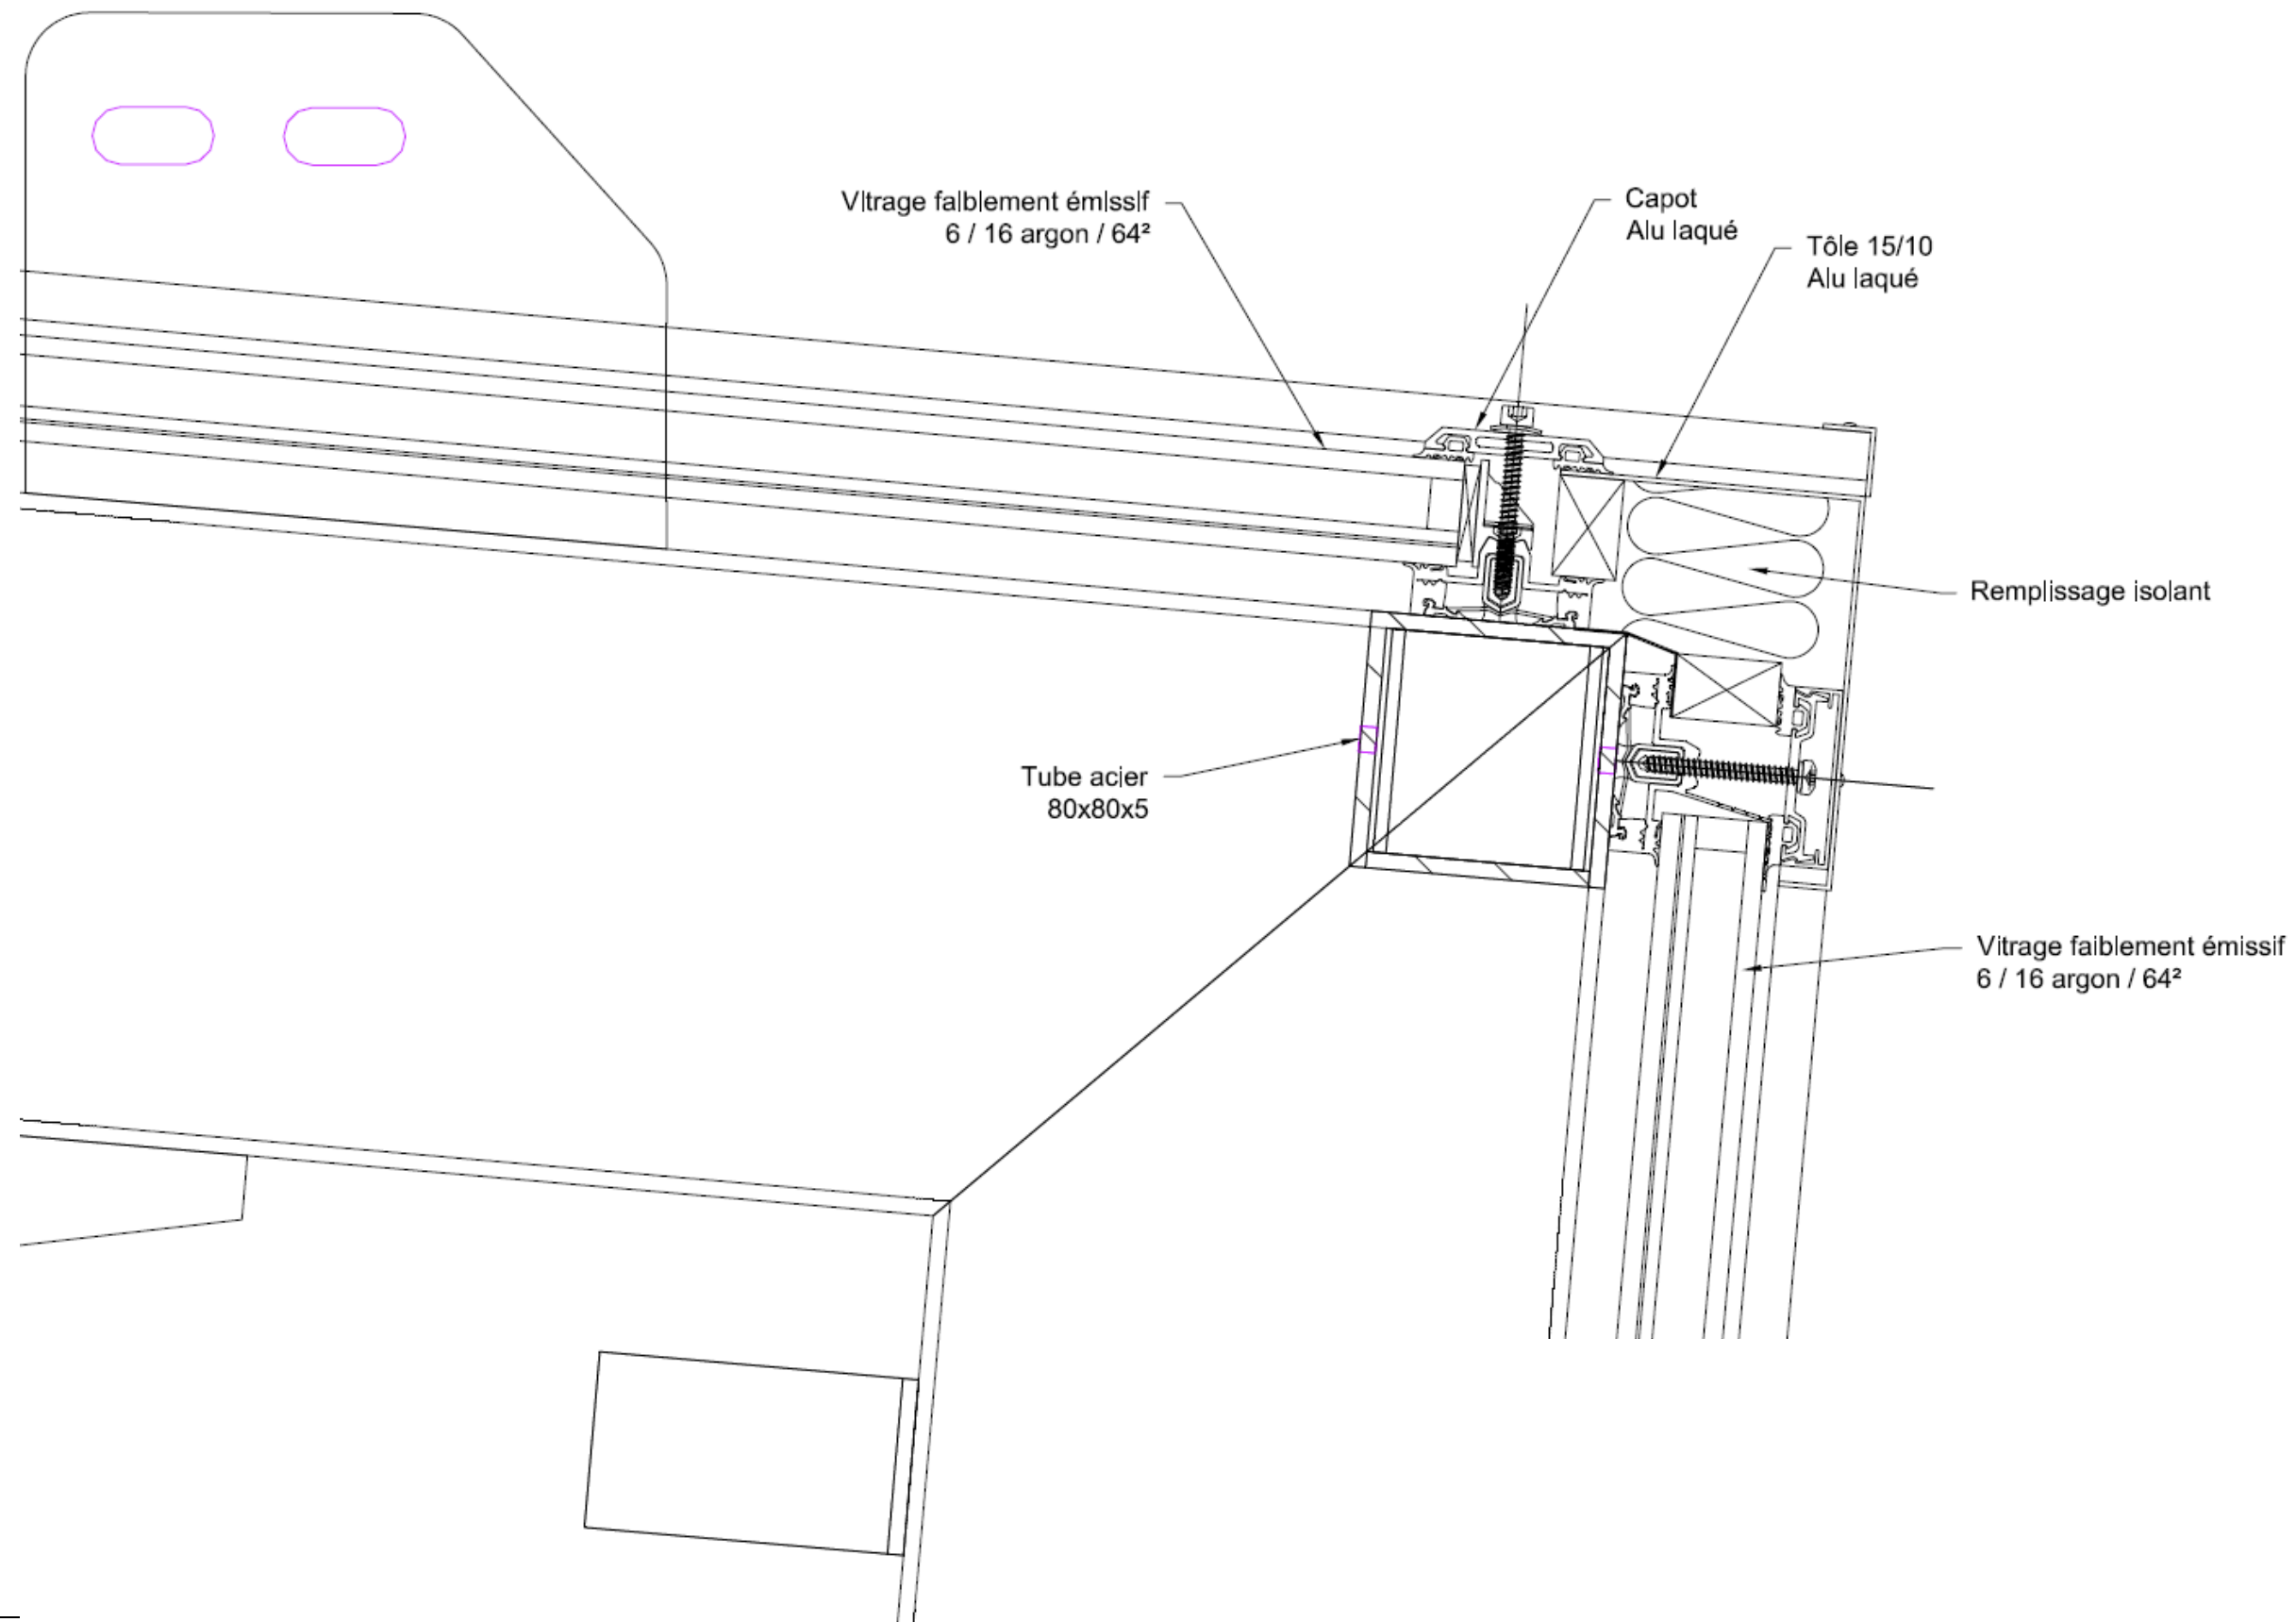 Vitrage faiblement émissif
6 / 16 argon / 64²
Capot
Alu laqué
Tôle 15/10
Alu laqué
Remplissage isolant
Tube acier
80x80x5
Vitrage faiblement émissif
6 / 16 argon / 64²